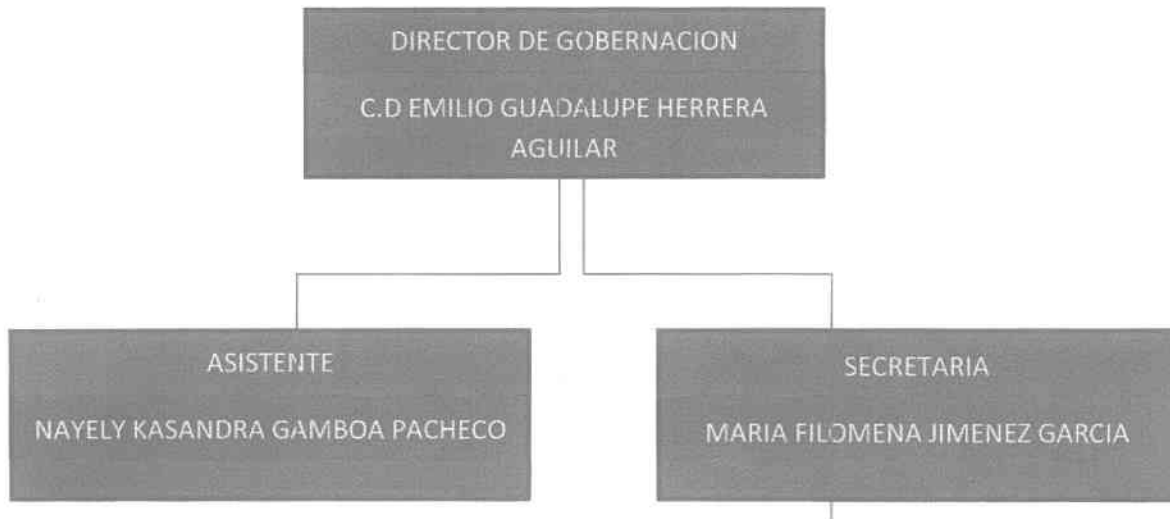 DIRECTOR DE GOBERNACION
C.D EMILIO GUADALUPE HERRERA
AGUILAR
ASISTENTE
NAYELY KASANDRA GAMBOA PACHECO
SECRETARIA
MARIA FILOMENA JIMENEZ GARCIA